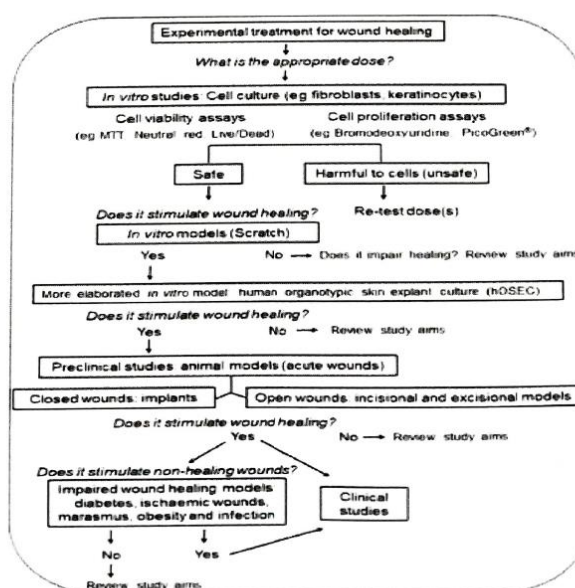 Experimental treatment for wound healing
What is the appropriate dose?
In vitro studies: Cell culture (eg fibroblasts, keratinocytes)
Cell viability assays
(eg MTT Neutral red Live/Dead)
Cell proliferation assays
(eg Bromodeoxyuridine PicoGreen®)
Safe
Harmful to cells (unsafe)
Does it stimulate wound healing?
Re-test dose(s)
In vitro models (Scratch)
Yes
No → Does it impair healing? Review study aims
More elaborated in vitro model human organotypic skin explant culture (hOSEC)
Does it stimulate wound healing?
Yes
No → Review study aims
Preclinical studies: animal models (acute wounds)
Closed wounds: implants
Open wounds: incisional and excisional models
Does it stimulate wound healing?
Yes
No → Review study aims
Does it stimulate non-healing wounds?
Impaired wound healing models
diabetes, ischaemic wounds,
marasmus, obesity and infection
Clinical
studies
No
Yes
Review study aims